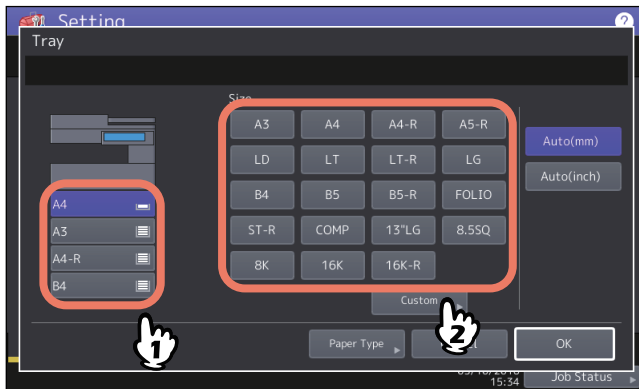 Setting
?
Tray
Size
A3 A4 A4-R A5-R
LD LT LT-R LG
B4 B5 B5-R FOLIO
ST-R COMP 13"LG 8.5SQ
8K 16K 16K-R
Custom
Auto(mm)
Auto(inch)
A4
A3
A4-R
B4
1
2
Paper Type
OK
15:34
Job Status